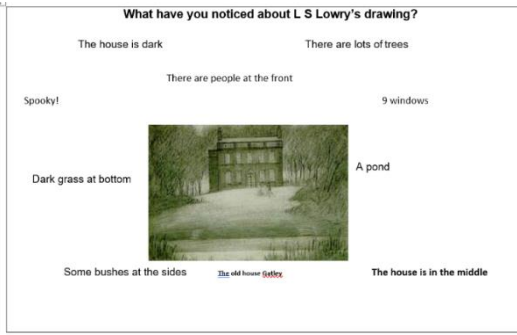 What have you noticed about L S Lowry's drawing?
The house is dark
There are lots of trees
There are people at the front
Spooky!
9 windows
A pond
Dark grass at bottom
Some bushes at the sides
The old house Gatley
The house is in the middle